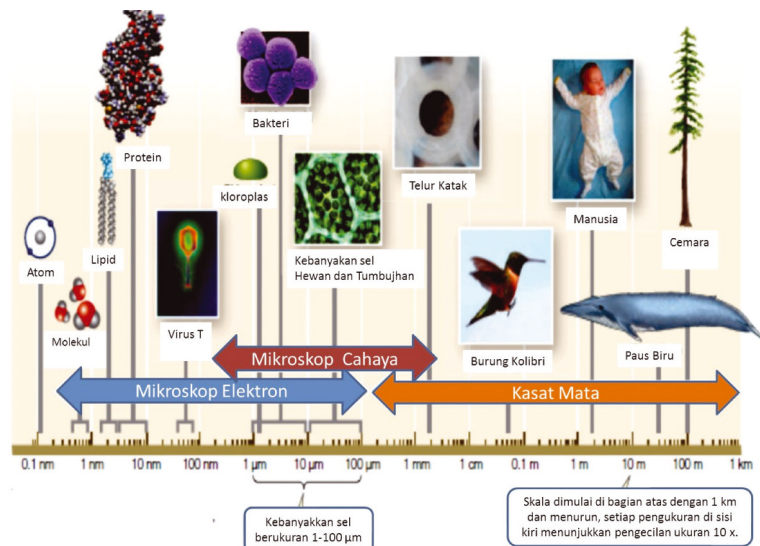 Bakteri
Protein
kloroplas
Telur Katak
Manusia
Cemara
Atom
Lipid
Kebanyakan sel
Hewan dan Tumbujhan
Molekul
Virus T
Burung Kolibri
Paus Biru
Mikroskop Cahaya
Mikroskop Elektron
Kasat Mata
0.1 nm 1 nm 10 nm 100 nm 1 µm 10 µm 100 µm 1 mm 1 cm 0.1 m 1 m 10 m 100 m 1 km
Kebanyakkan sel
berukuran 1-100 µm
Skala dimulai di bagian atas dengan 1 km
dan menurun, setiap pengukuran di sisi
kiri menunjukkan pengecilan ukuran 10 x.